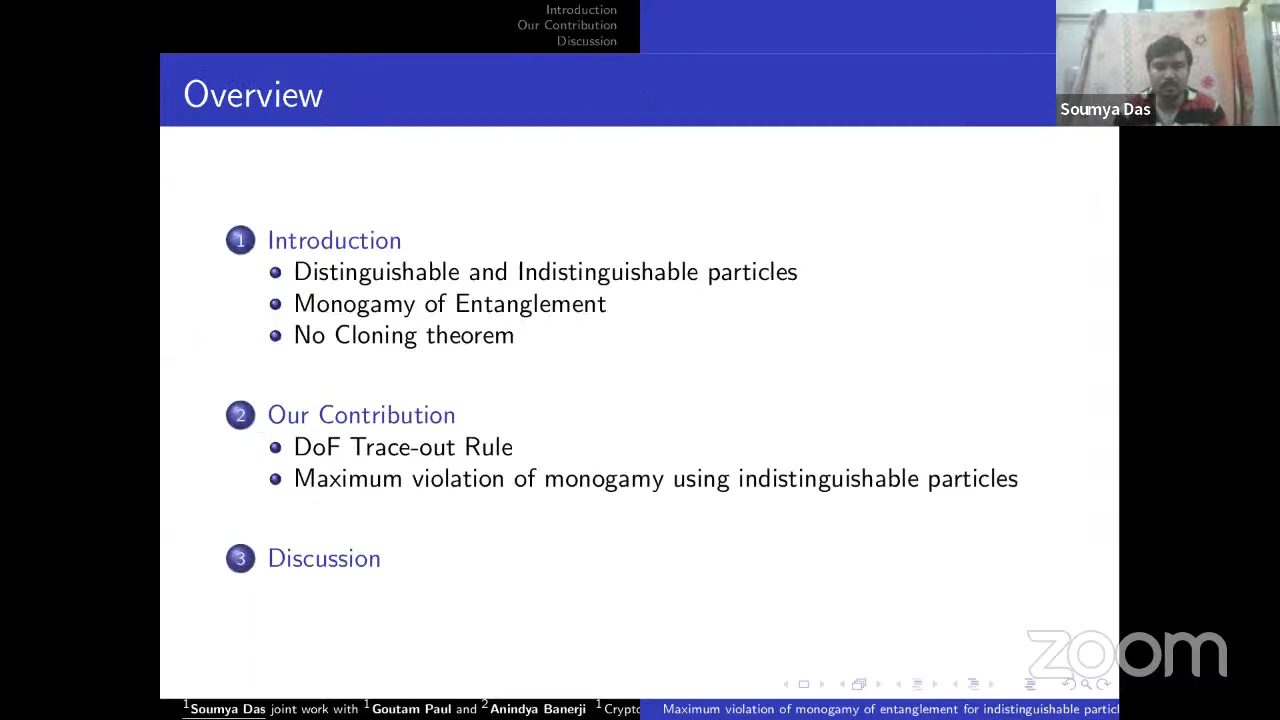 Introduction
Our Contribution
Discussion
Overview
Soumya Das
1 Introduction
Distinguishable and Indistinguishable particles
Monogamy of Entanglement
No Cloning theorem
2 Our Contribution
DoF Trace-out Rule
Maximum violation of monogamy using indistinguishable particles
3 Discussion
zoom
1Soumya Das joint work with 1Goutam Paul and 2Anindya Banerji 1Crypto
Maximum violation of monogamy of entanglement for indistinguishable